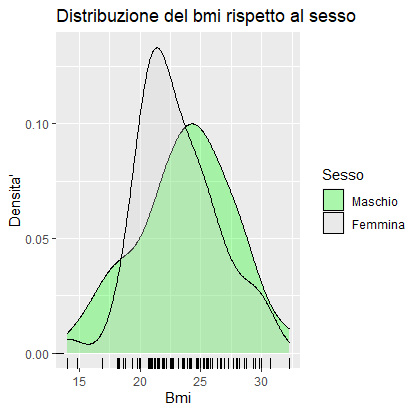 Distribuzione del bmi rispetto al sesso
Densita'
0.10
0.05
0.00
15 20 25 30
Bmi
Sesso
Maschio
Femmina